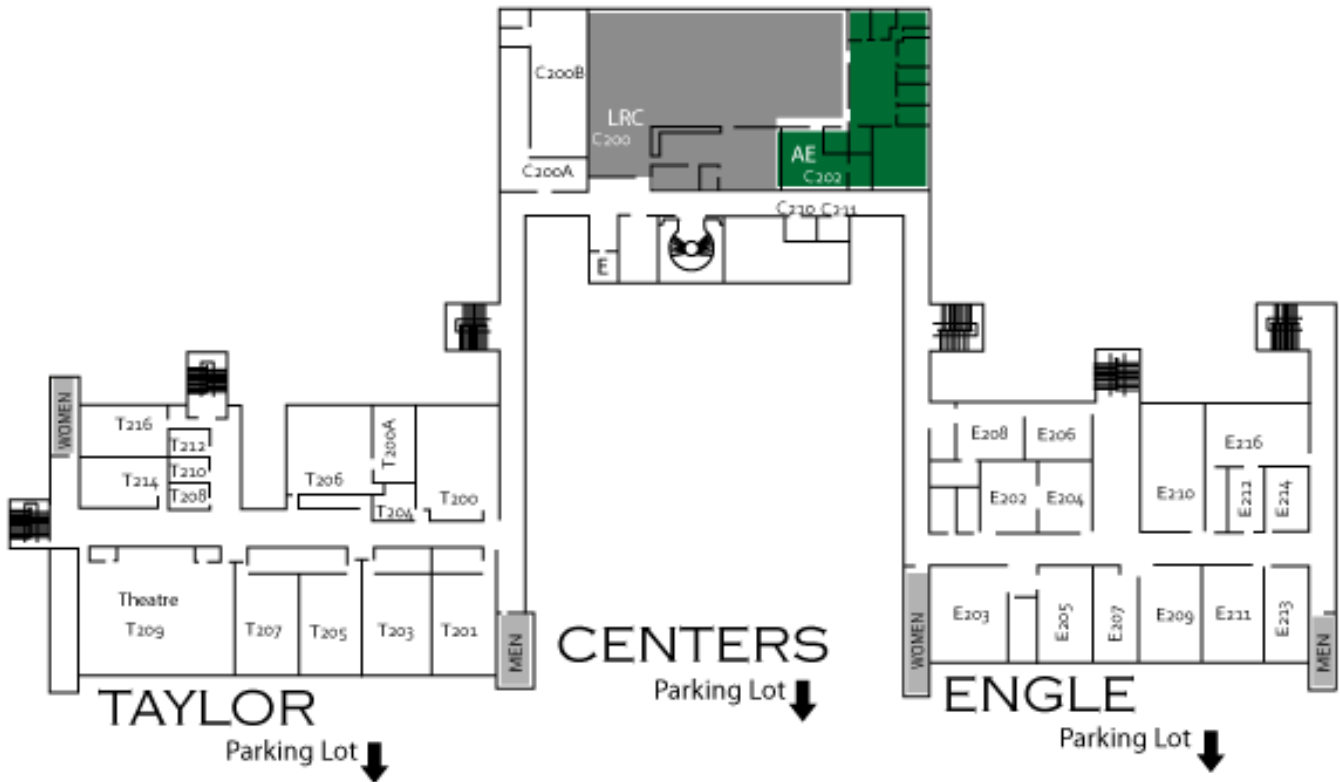 C200B
LRC
C200
AE
C202
C200A
C210 C211
E
WOMEN
T216
T212
T210
T208
T214
T206
T200A
T204
T200
Theatre
T209
T207
T205
T203
T201
MEN
TAYLOR
Parking Lot
CENTERS
Parking Lot
E208
E206
E202
E204
E210
E216
E212
E214
WOMEN
E203
E205
E207
E209
E211
E213
MEN
ENGLE
Parking Lot